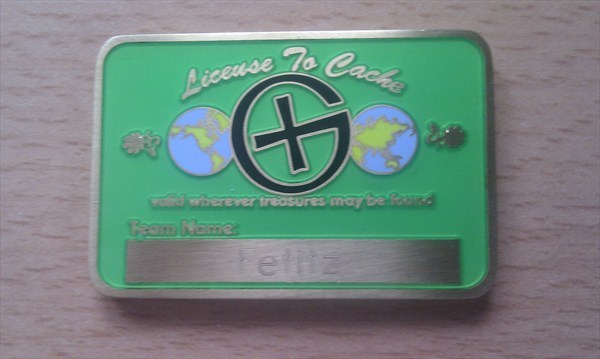 License To Cache
valid wherever treasures may be found
Team Name: